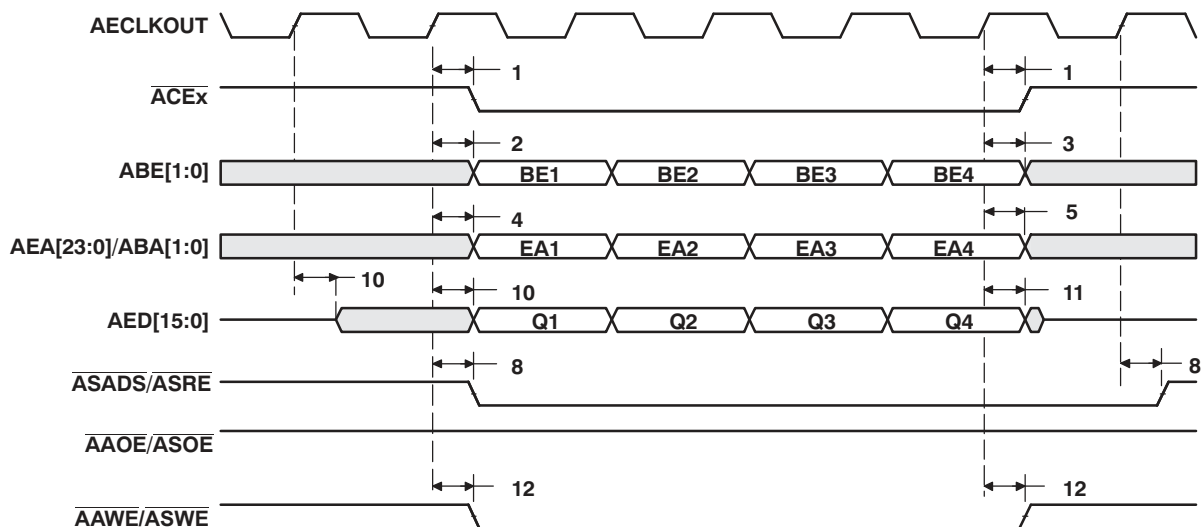 AECLKOUT
1 1
ACEx
2 3
ABE[1:0] BE1 BE2 BE3 BE4
4 5
AEA[23:0]/ABA[1:0] EA1 EA2 EA3 EA4
10 10 11
AED[15:0] Q1 Q2 Q3 Q4
8 8
ASADS/ASRE
AAOE/ASOE
12 12
AAWE/ASWE